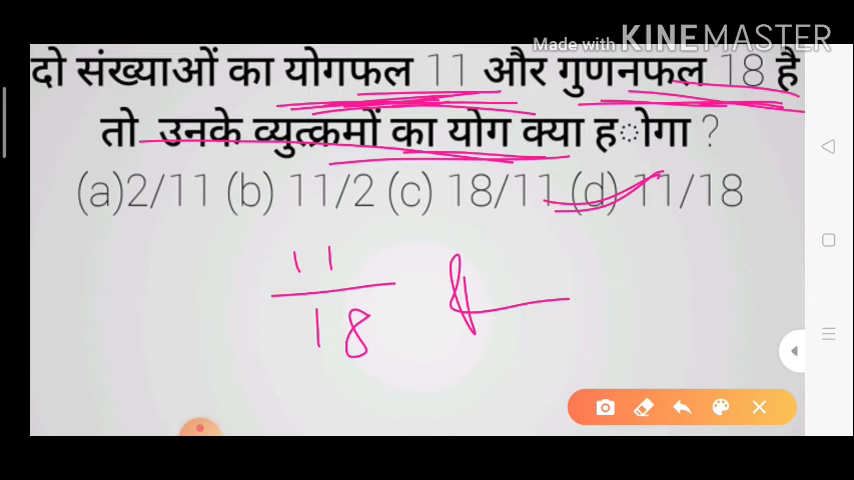 Made with KINEMASTER
दो संख्याओं का योगफल 11 और गुणनफल 18 है
तो उनके व्युत्क्रमों का योग क्या ह◌ोगा ?
(a)2/11 (b) 11/2 (c) 18/11 (d) 11/18
11
18